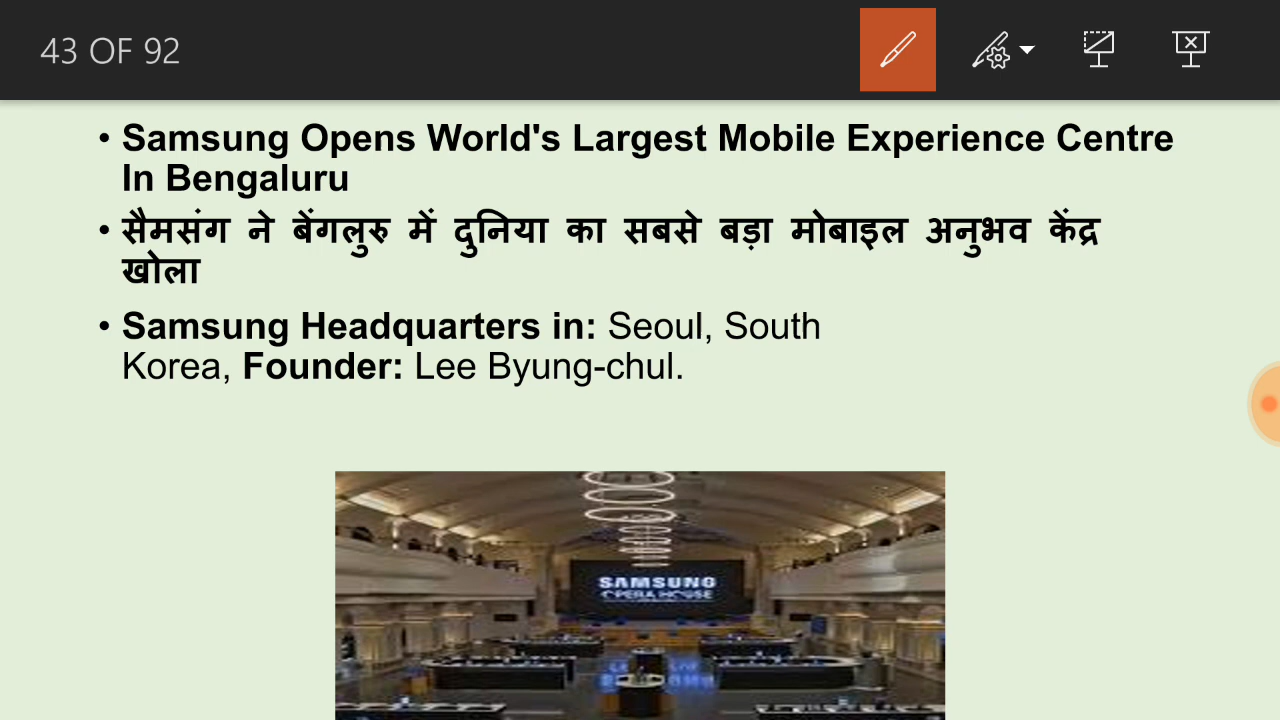 43 OF 92
• Samsung Opens World's Largest Mobile Experience Centre
In Bengaluru
• सैमसंग ने बेंगलुरु में दुनिया का सबसे बड़ा मोबाइल अनुभव केंद्र
खोला
• Samsung Headquarters in: Seoul, South
Korea, Founder: Lee Byung-chul.
SAMSUNG
OPERA HOUSE